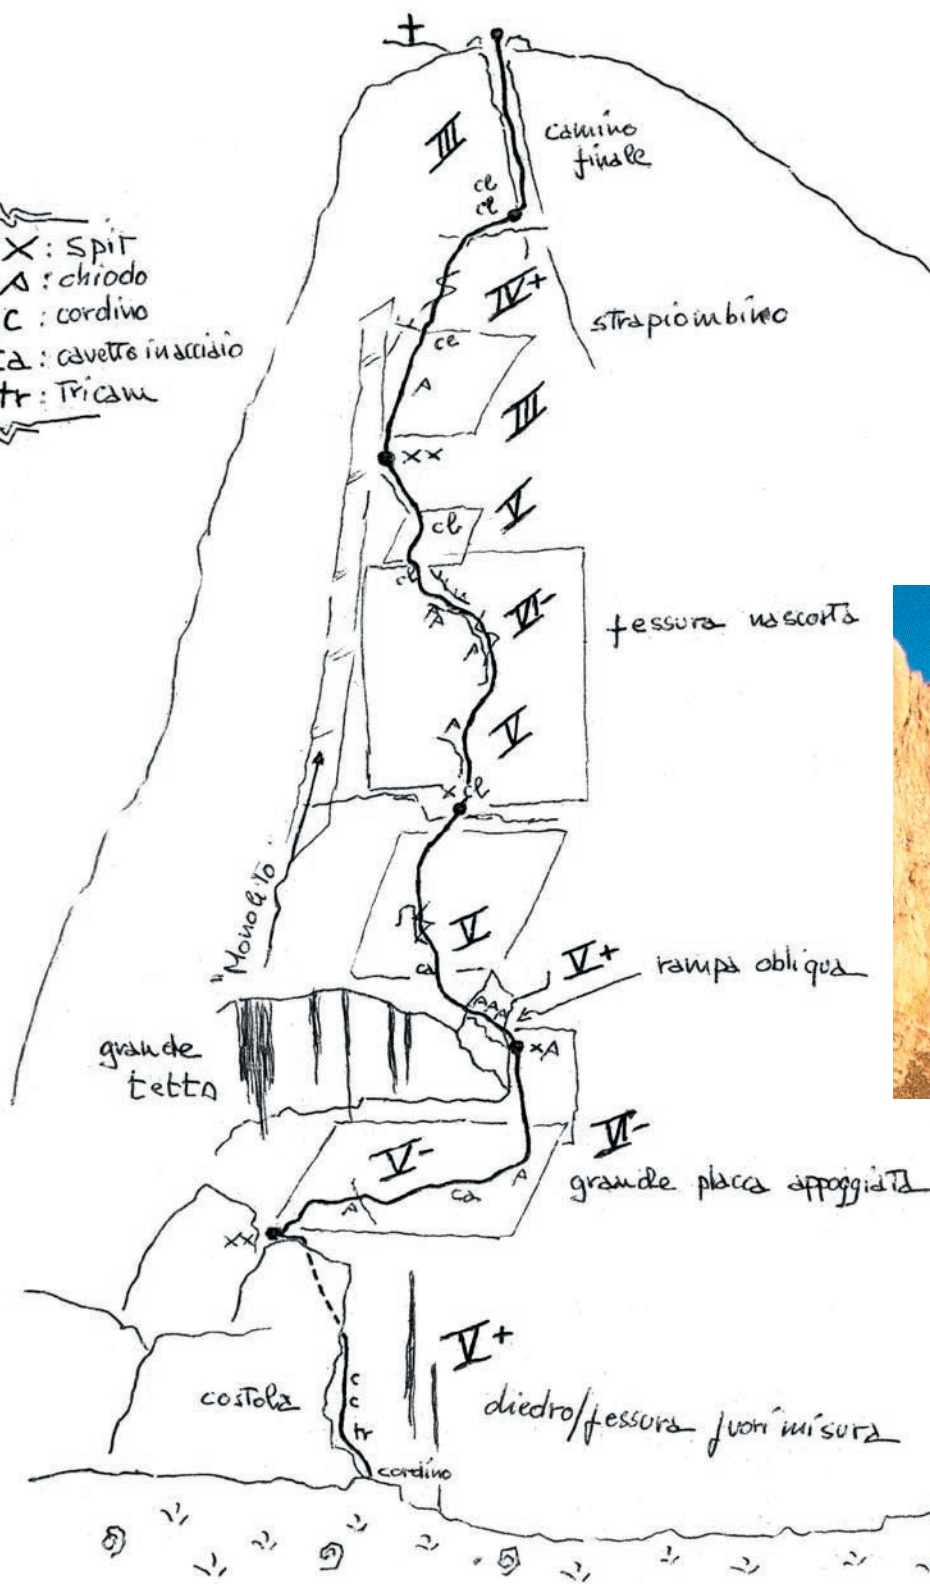 +
III
camino
finale
cl
cl
X : spit
A : chiodo
c : cordino
ca : cavetto in acciaio
tr : Tricam
IV+
strapiombino
ce
A
III
XX
V
cl
cl
VI-
fessura nascosta
A
A
V
A
x cl
"Monolito"
V
ca
V+
rampa obliqua
AAA
grande
tetto
xA
V-
VI-
grande placca appoggiata
ca
A
A
XX
V+
costola
c
c
tr
diedro/fessura fuori misura
cordino